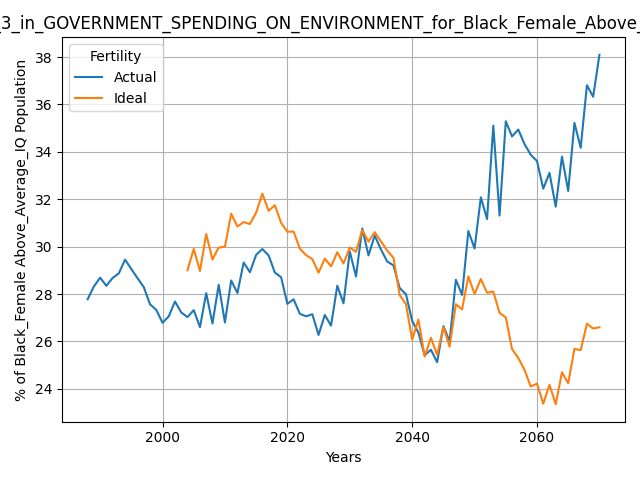 _3_in_GOVERNMENT_SPENDING_ON_ENVIRONMENT_for_Black_Female_Above_
% of Black_Female Above_Average_IQ Population
Fertility
Actual
Ideal
38
36
34
32
30
28
26
24
2000 2020 2040 2060
Years